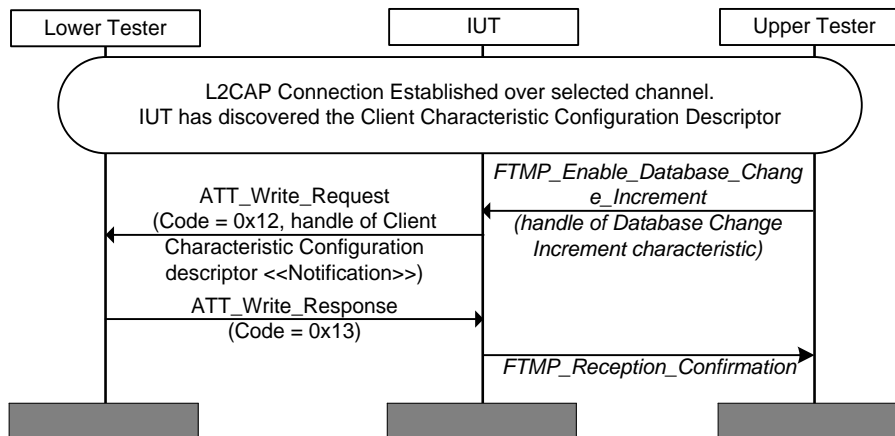 Lower Tester
IUT
Upper Tester
L2CAP Connection Established over selected channel.
IUT has discovered the Client Characteristic Configuration Descriptor
FTMP_Enable_Database_Chang
e_Increment
(handle of Database Change
Increment characteristic)
ATT_Write_Request
(Code = 0x12, handle of Client
Characteristic Configuration
descriptor <<Notification>>)
ATT_Write_Response
(Code = 0x13)
FTMP_Reception_Confirmation